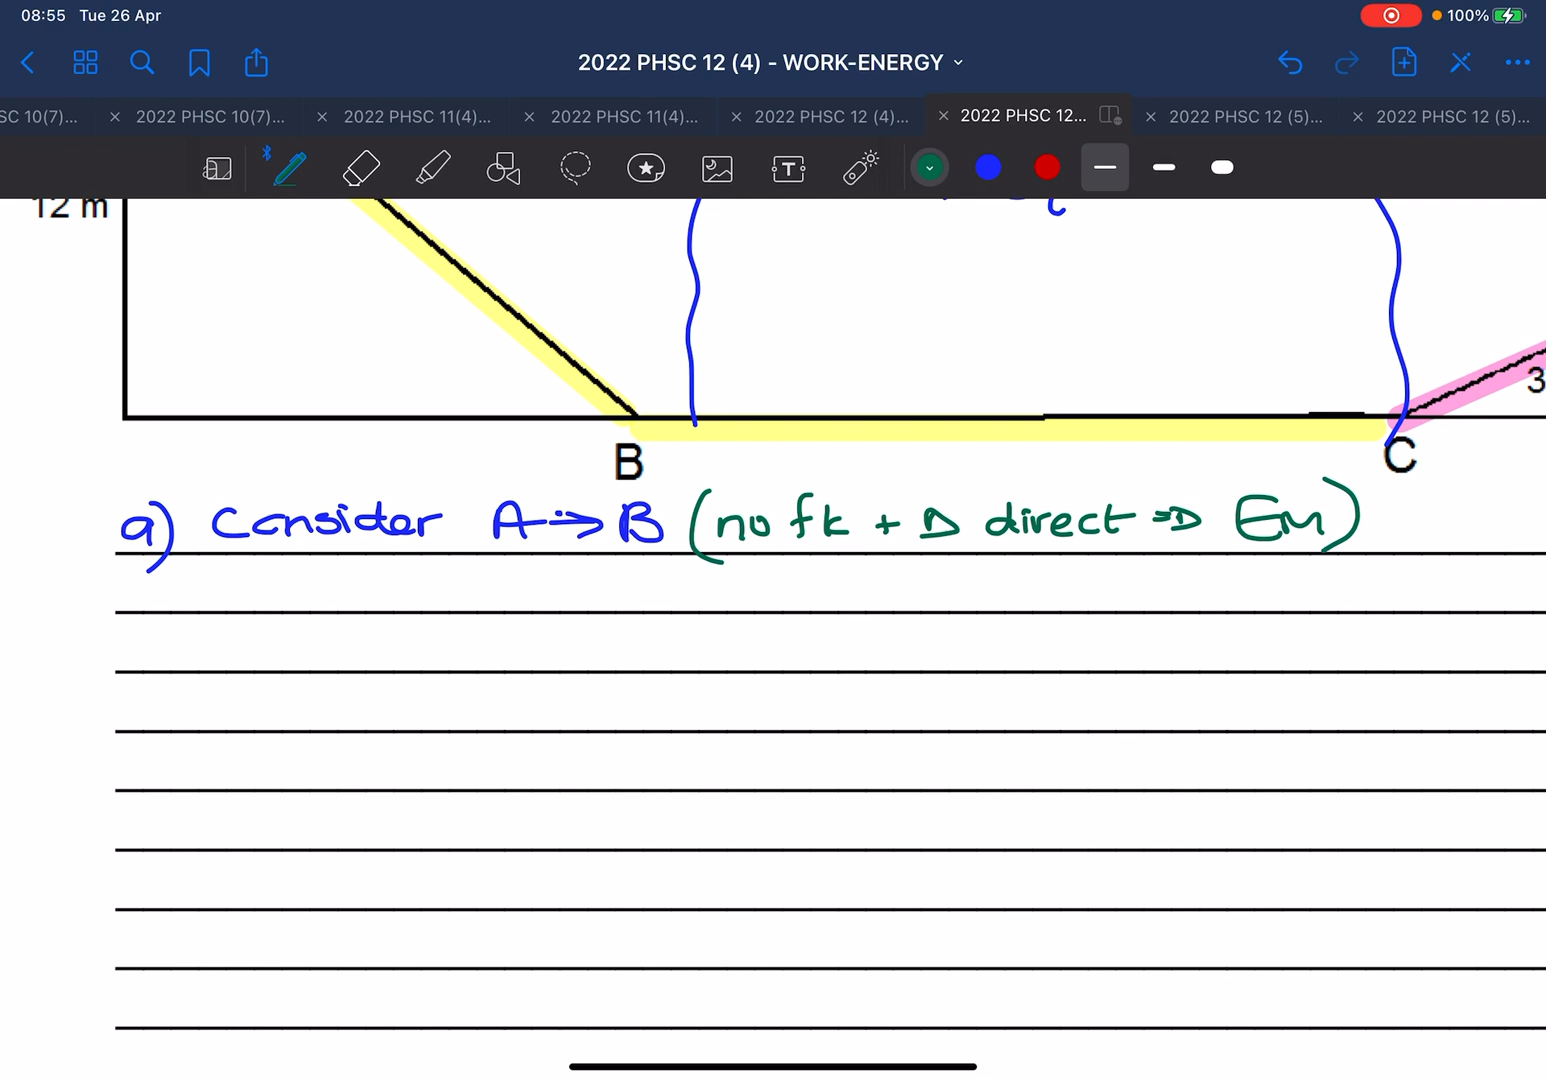 08:55 Tue 26 Apr
100%
2022 PHSC 12 (4) - WORK-ENERGY
SC 10(7)... × 2022 PHSC 10(7)... × 2022 PHSC 11(4)... × 2022 PHSC 11(4)... × 2022 PHSC 12 (4)... × 2022 PHSC 12... × 2022 PHSC 12 (5)... × 2022 PHSC 12 (5)...
T
12 m
3
B C
a) Consider A → B (no fk + Δ direct ⇒ EM)